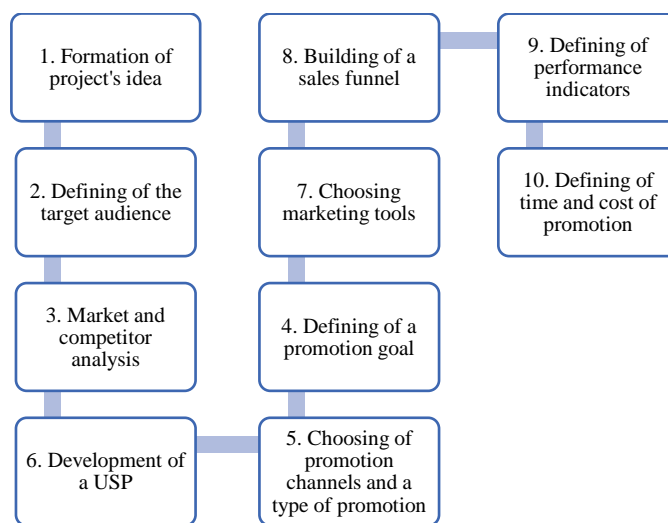 1. Formation of
project's idea
2. Defining of the
target audience
3. Market and
competitor
analysis
6. Development of
a USP
5. Choosing of
promotion
channels and a
type of promotion
4. Defining of a
promotion goal
7. Choosing
marketing tools
8. Building of a
sales funnel
9. Defining of
performance
indicators
10. Defining of
time and cost of
promotion